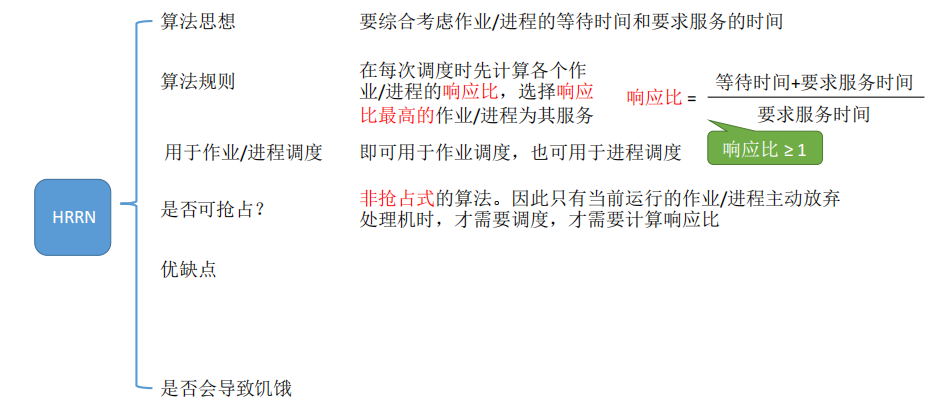 算法思想
要综合考虑作业/进程的等待时间和要求服务的时间
算法规则
在每次调度时先计算各个作
业/进程的响应比，选择响应
比最高的作业/进程为其服务
响应比 =
等待时间+要求服务时间
要求服务时间
响应比 ≥ 1
用于作业/进程调度
即可用于作业调度，也可用于进程调度
HRRN
是否可抢占？
非抢占式的算法。因此只有当前运行的作业/进程主动放弃
处理机时，才需要调度，才需要计算响应比
优缺点
是否会导致饥饿